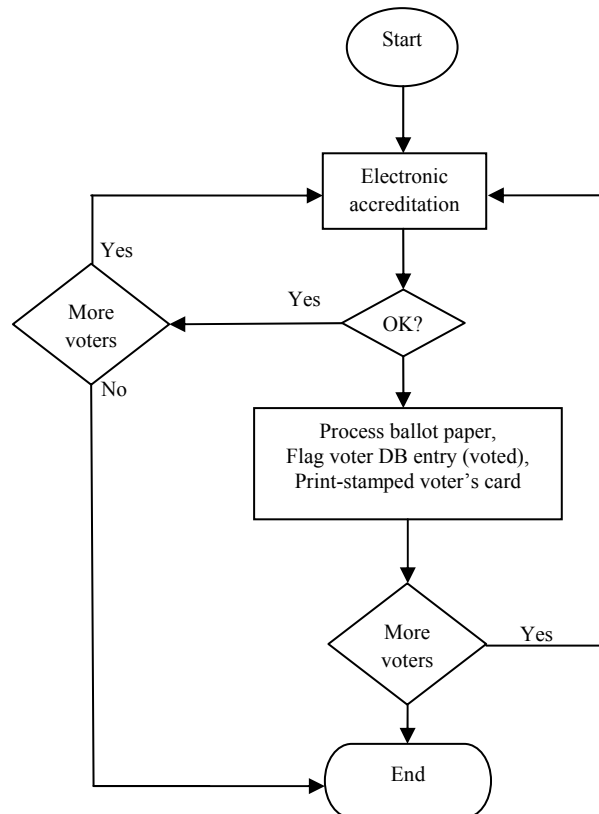 Start
Electronic
accreditation
Yes
Yes
More
voters
OK?
No
Process ballot paper,
Flag voter DB entry (voted),
Print-stamped voter’s card
More
voters
Yes
End